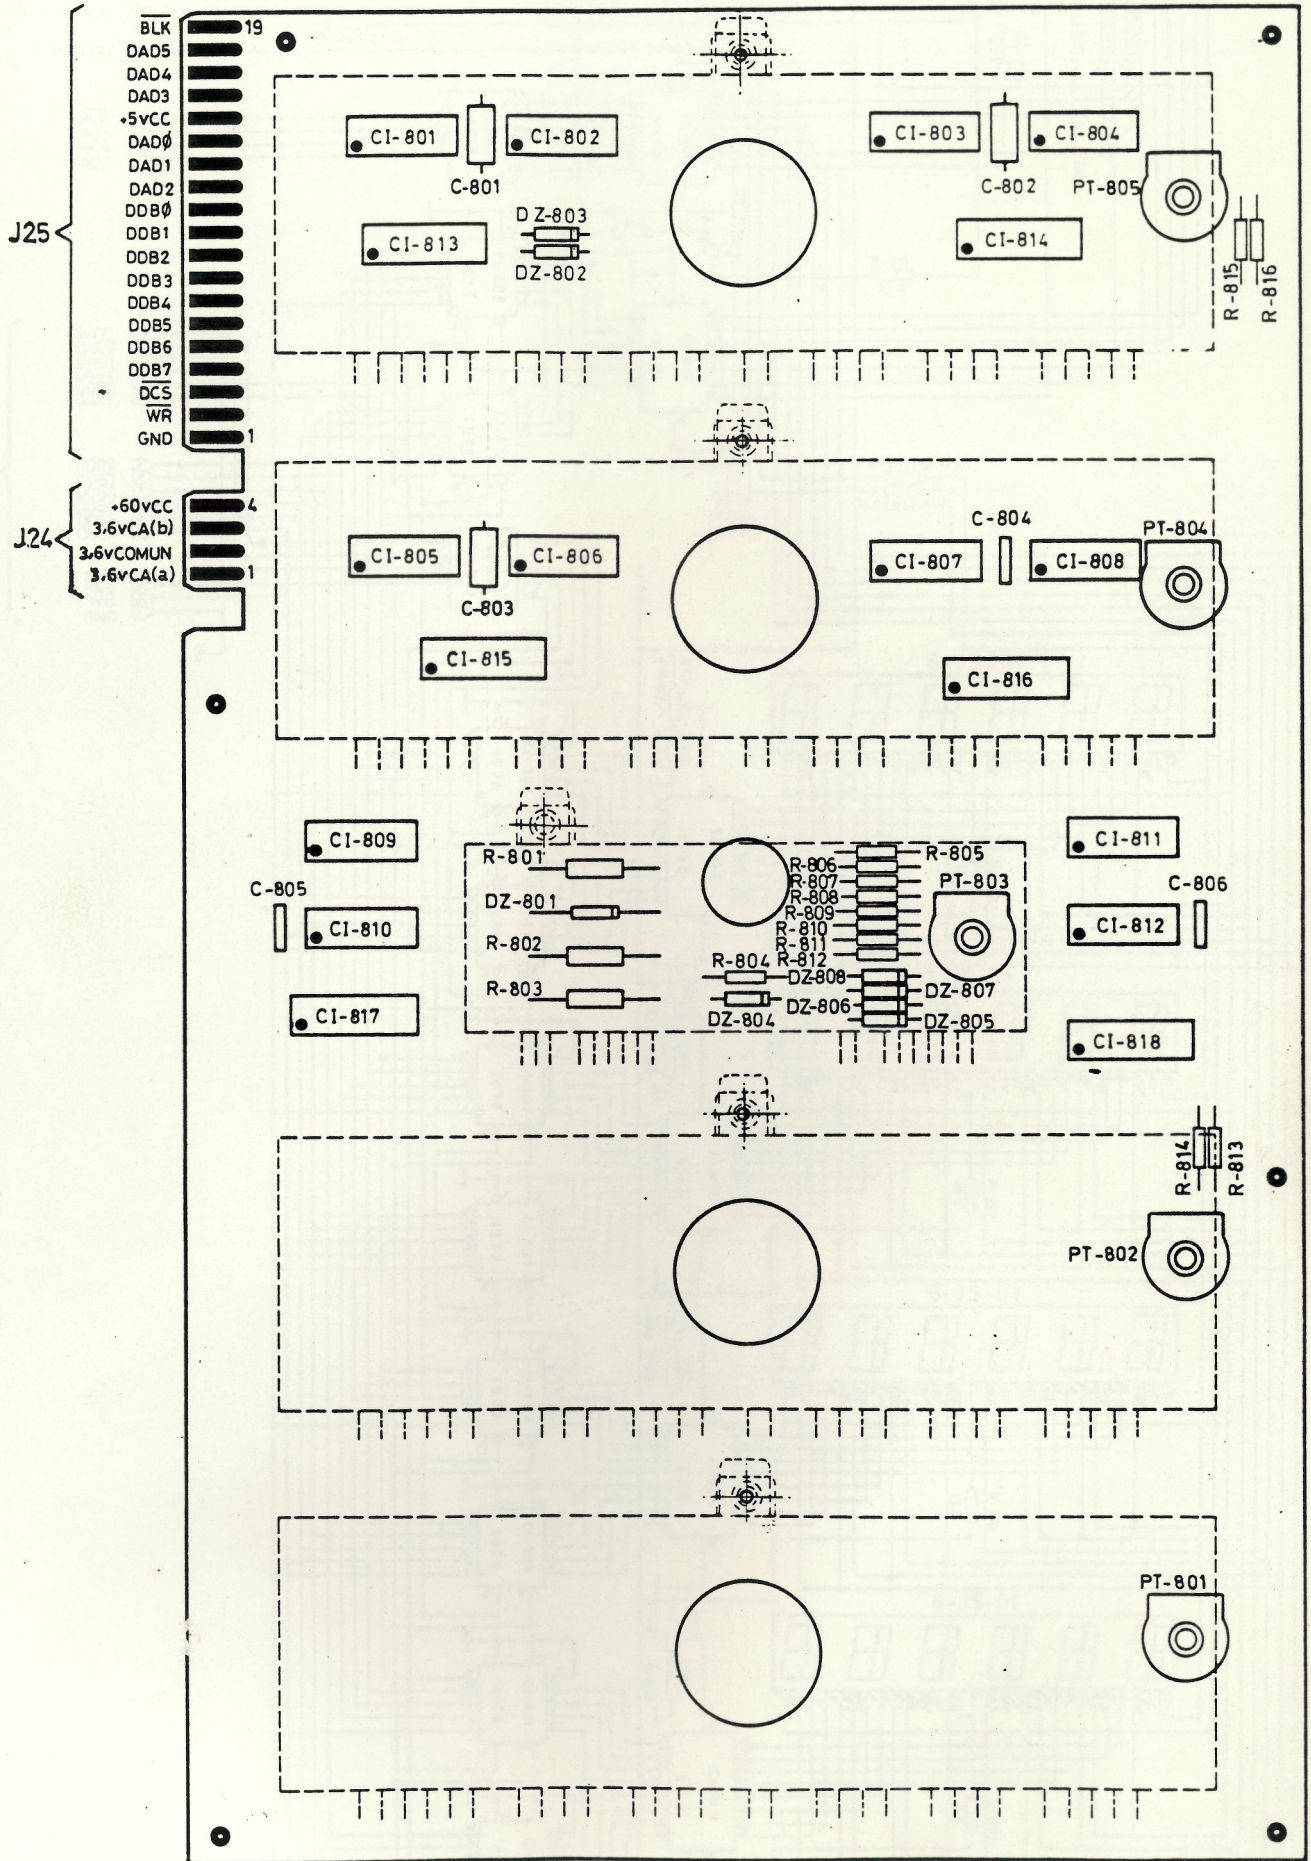 BLK 19
DAD5
DAD4
DAD3
+5vCC
DADØ
DAD1
DAD2
DDBØ
DDB1
DDB2
DDB3
DDB4
DDB5
DDB6
DDB7
DCS
WR
GND 1
J25
+60vCC 4
3,6vCA(b)
3,6vCOMUN
3,6vCA(a) 1
J24
CI-801
C-801
CI-802
CI-803
C-802
CI-804
PT-805
CI-813
DZ-803
DZ-802
CI-814
R-815
R-816
CI-805
C-803
CI-806
CI-807
C-804
CI-808
PT-804
CI-815
CI-816
CI-809
C-805
CI-810
CI-817
R-801
DZ-801
R-802
R-803
R-805
R-806
R-807
R-808
R-809
R-810
R-811
R-812
PT-803
R-804
DZ-804
DZ-808
DZ-807
DZ-806
DZ-805
CI-811
C-806
CI-812
CI-818
R-814
R-813
PT-802
PT-801